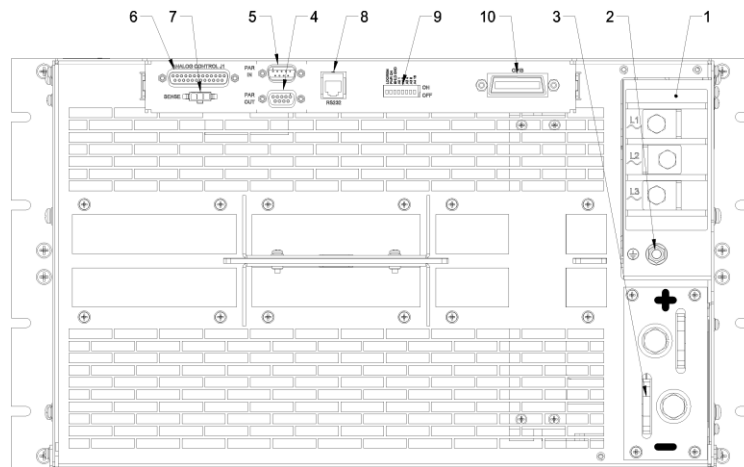 6 7 5 4 8 9 10 3 2 1
ANALOG CONTROL J1
PAR
IN
SENSE
PAR
OUT
RS232
ON
OFF
L1
L2
L3